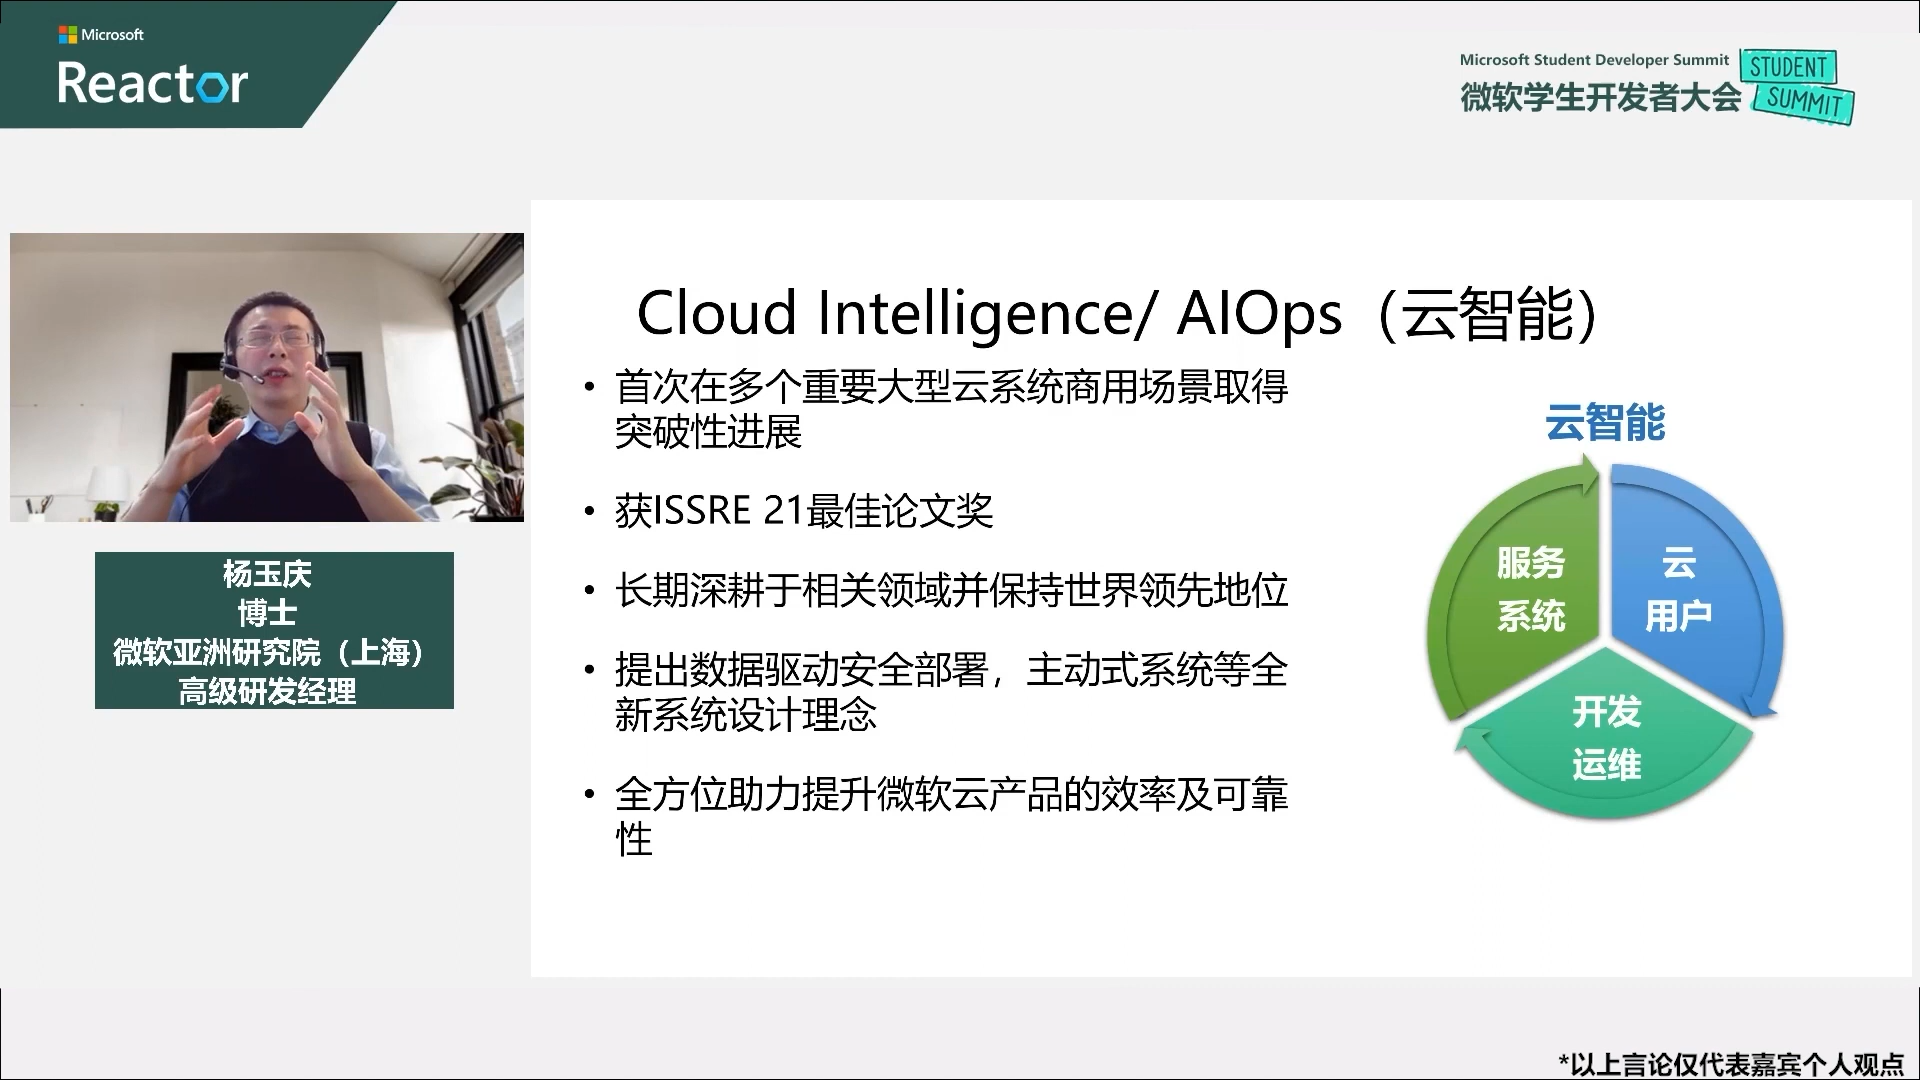 Microsoft
Reactor
Microsoft Student Developer Summit
微软学生开发者大会
STUDENT
SUMMIT
杨玉庆
博士
微软亚洲研究院（上海）
高级研发经理
Cloud Intelligence/ AIOps（云智能）
• 首次在多个重要大型云系统商用场景取得
突破性进展
• 获ISSRE 21最佳论文奖
• 长期深耕于相关领域并保持世界领先地位
• 提出数据驱动安全部署，主动式系统等全
新系统设计理念
• 全方位助力提升微软云产品的效率及可靠
性
云智能
服务
系统
云
用户
开发
运维
*以上言论仅代表嘉宾个人观点